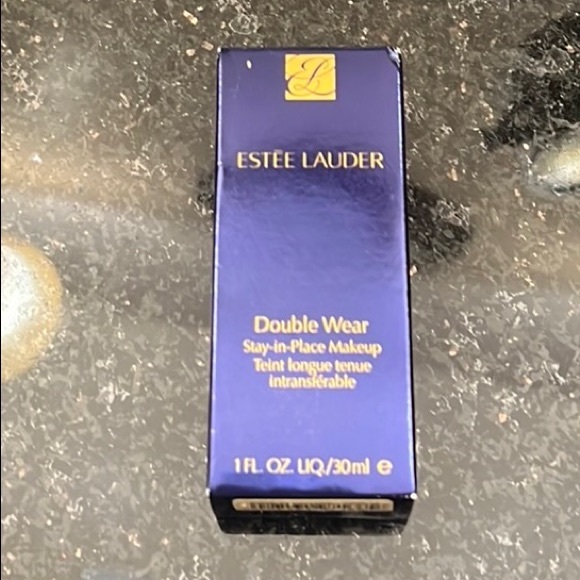 ESTĒE LAUDER
Double Wear
Stay-in-Place Makeup
Teint longue tenue
intransférable
1 FL. OZ. LIQ./30ml e